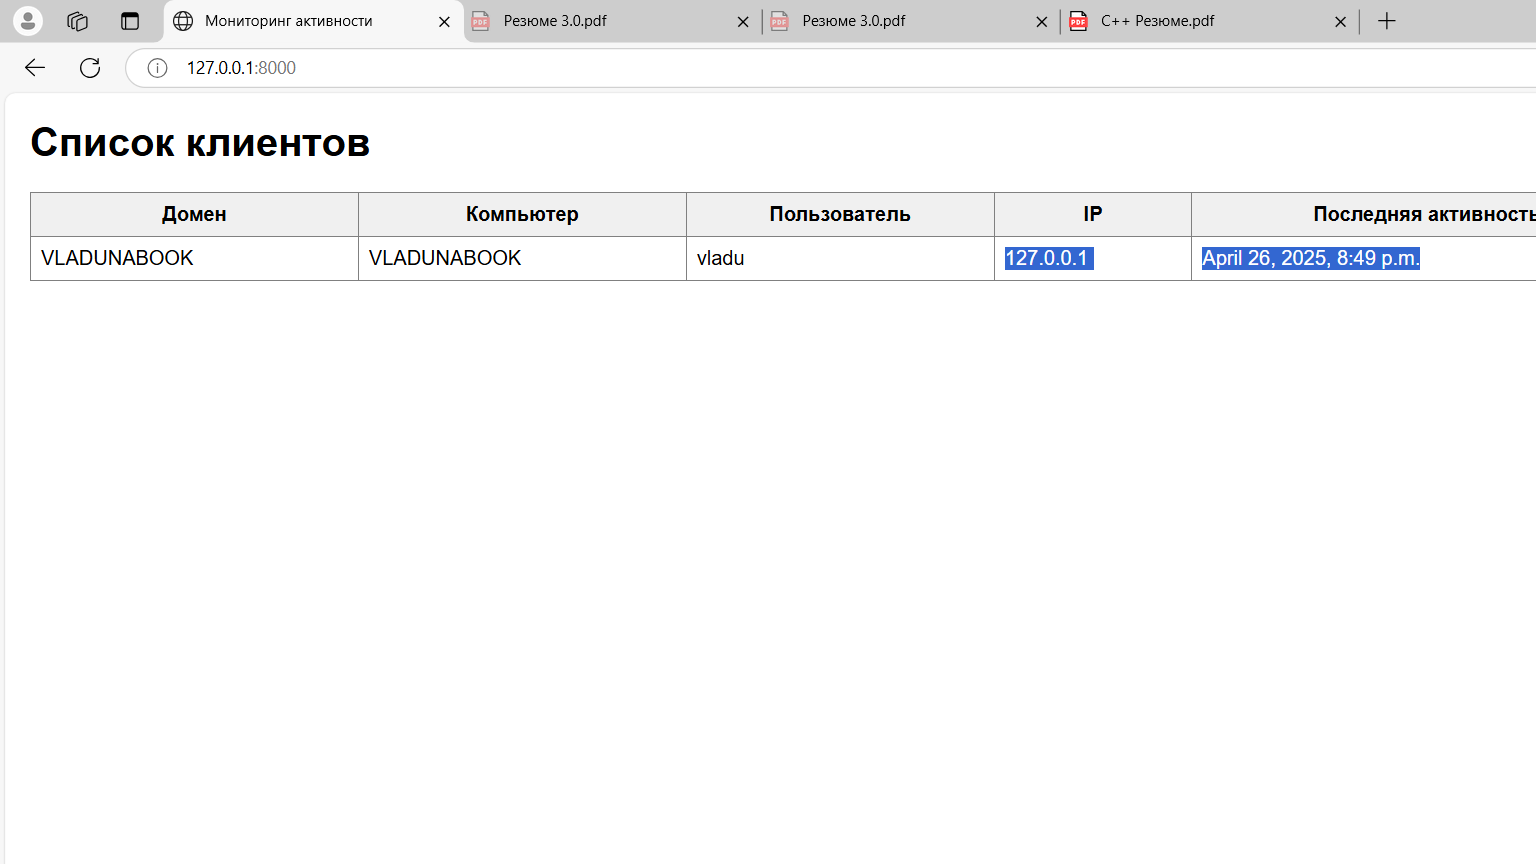 Мониторинг активности
Резюме 3.0.pdf
Резюме 3.0.pdf
C++ Резюме.pdf
127.0.0.1:8000
Список клиентов
Домен Компьютер Пользователь IP Последняя активность
VLADUNABOOK VLADUNABOOK vladu 127.0.0.1 April 26, 2025, 8:49 p.m.